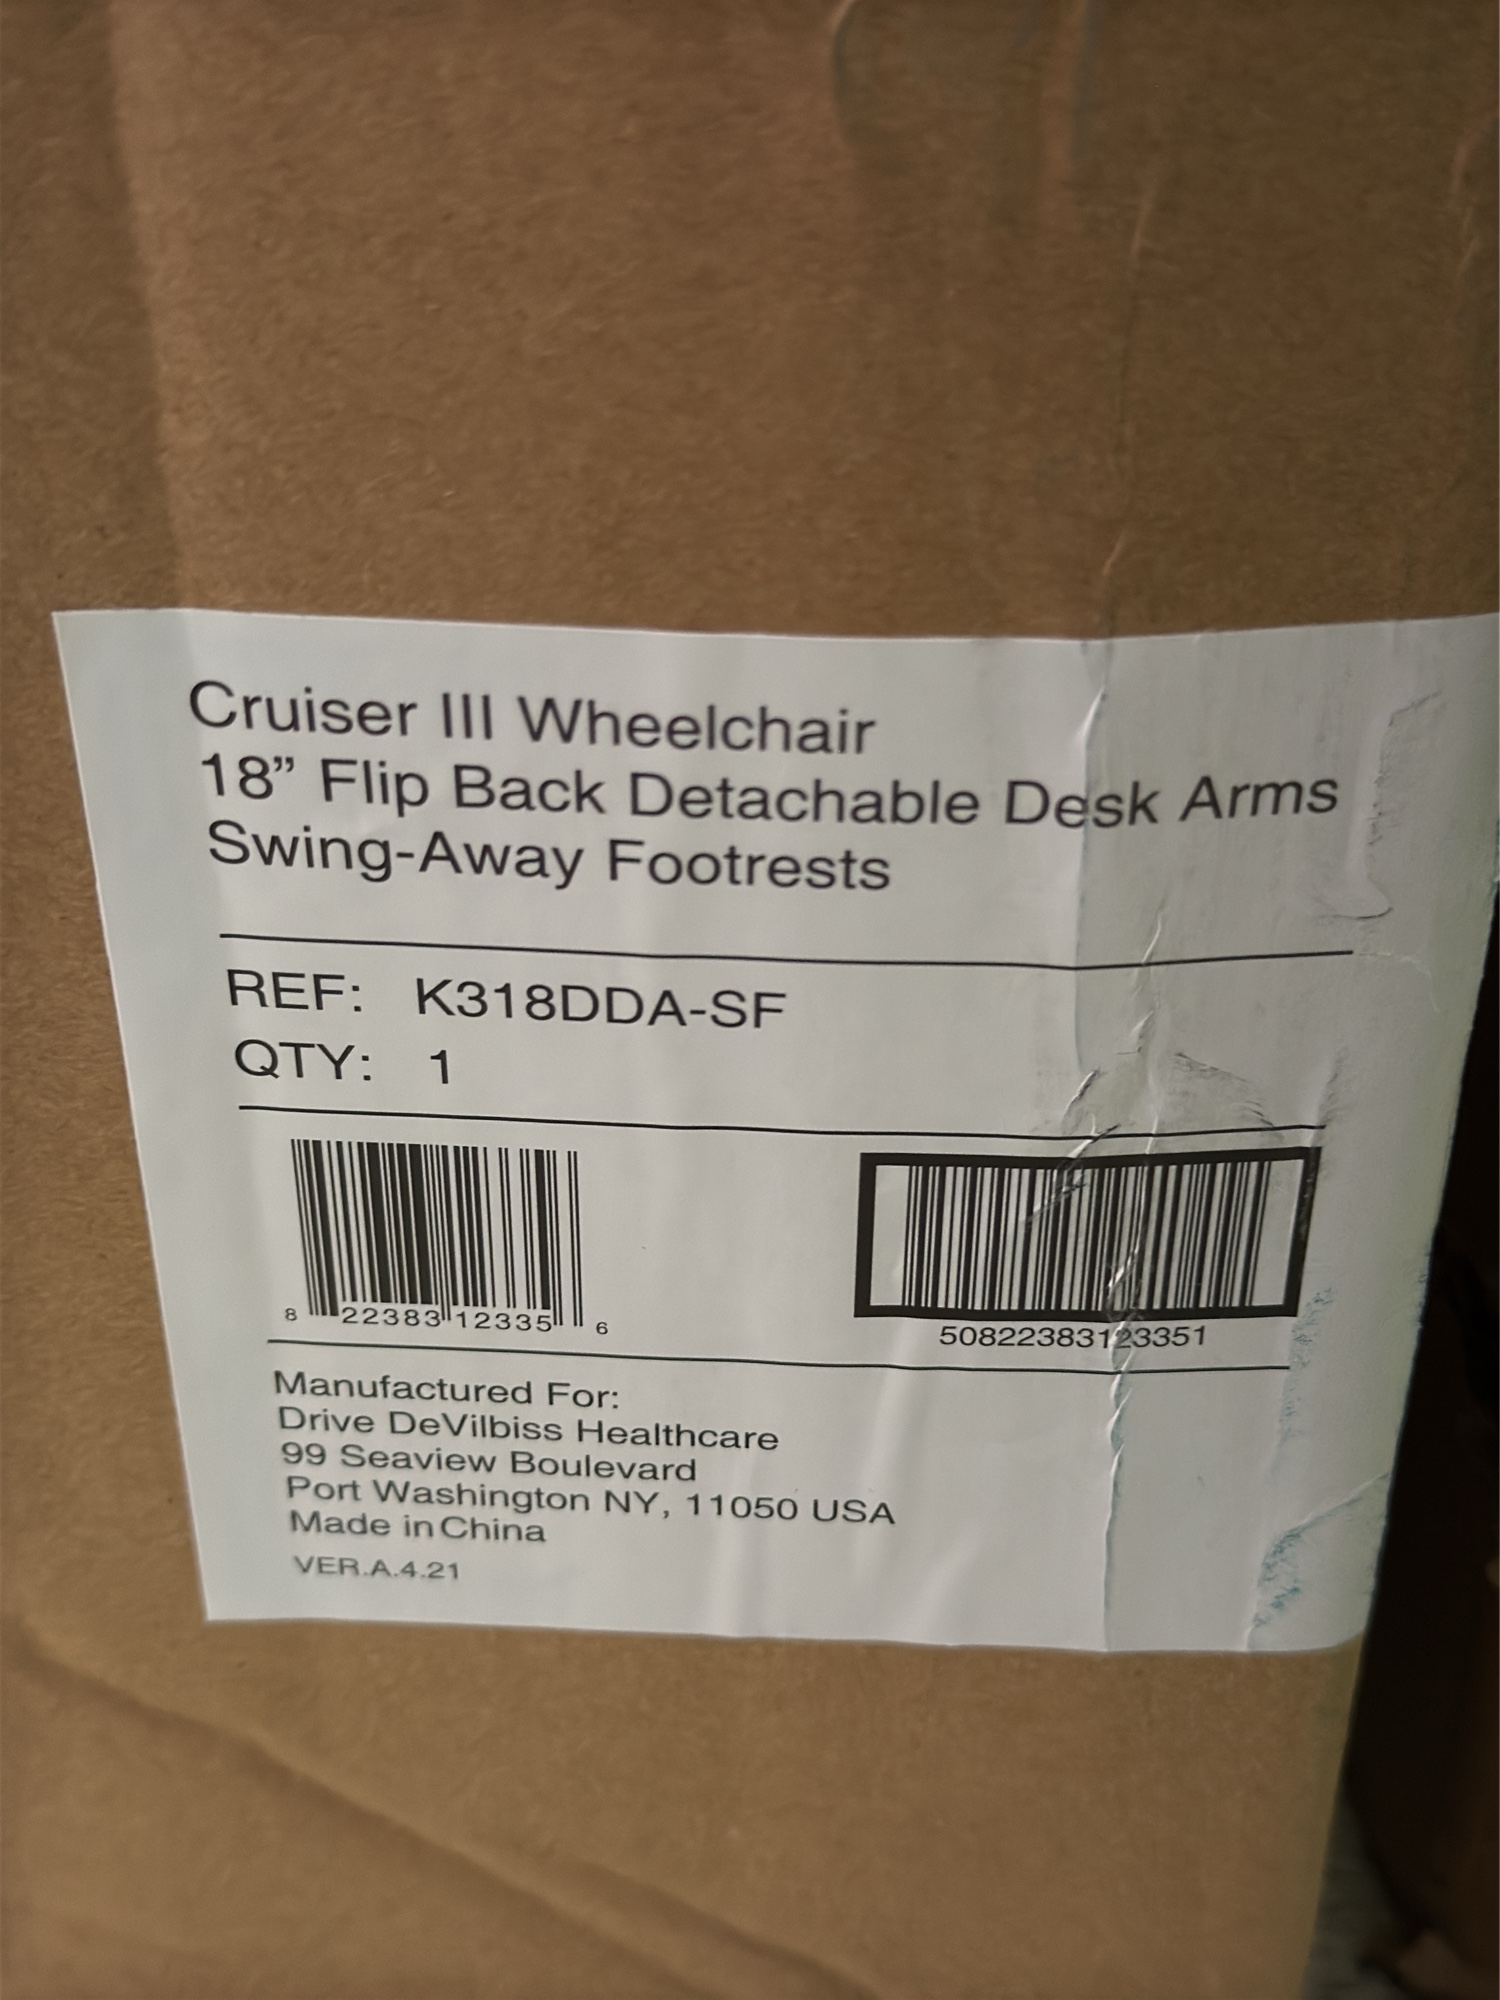 Cruiser III Wheelchair
18” Flip Back Detachable Desk Arms
Swing-Away Footrests
REF: K318DDA-SF
QTY: 1
8 22383 12335 6
50822383123351
Manufactured For:
Drive DeVilbiss Healthcare
99 Seaview Boulevard
Port Washington NY, 11050 USA
Made in China
VER.A.4.21